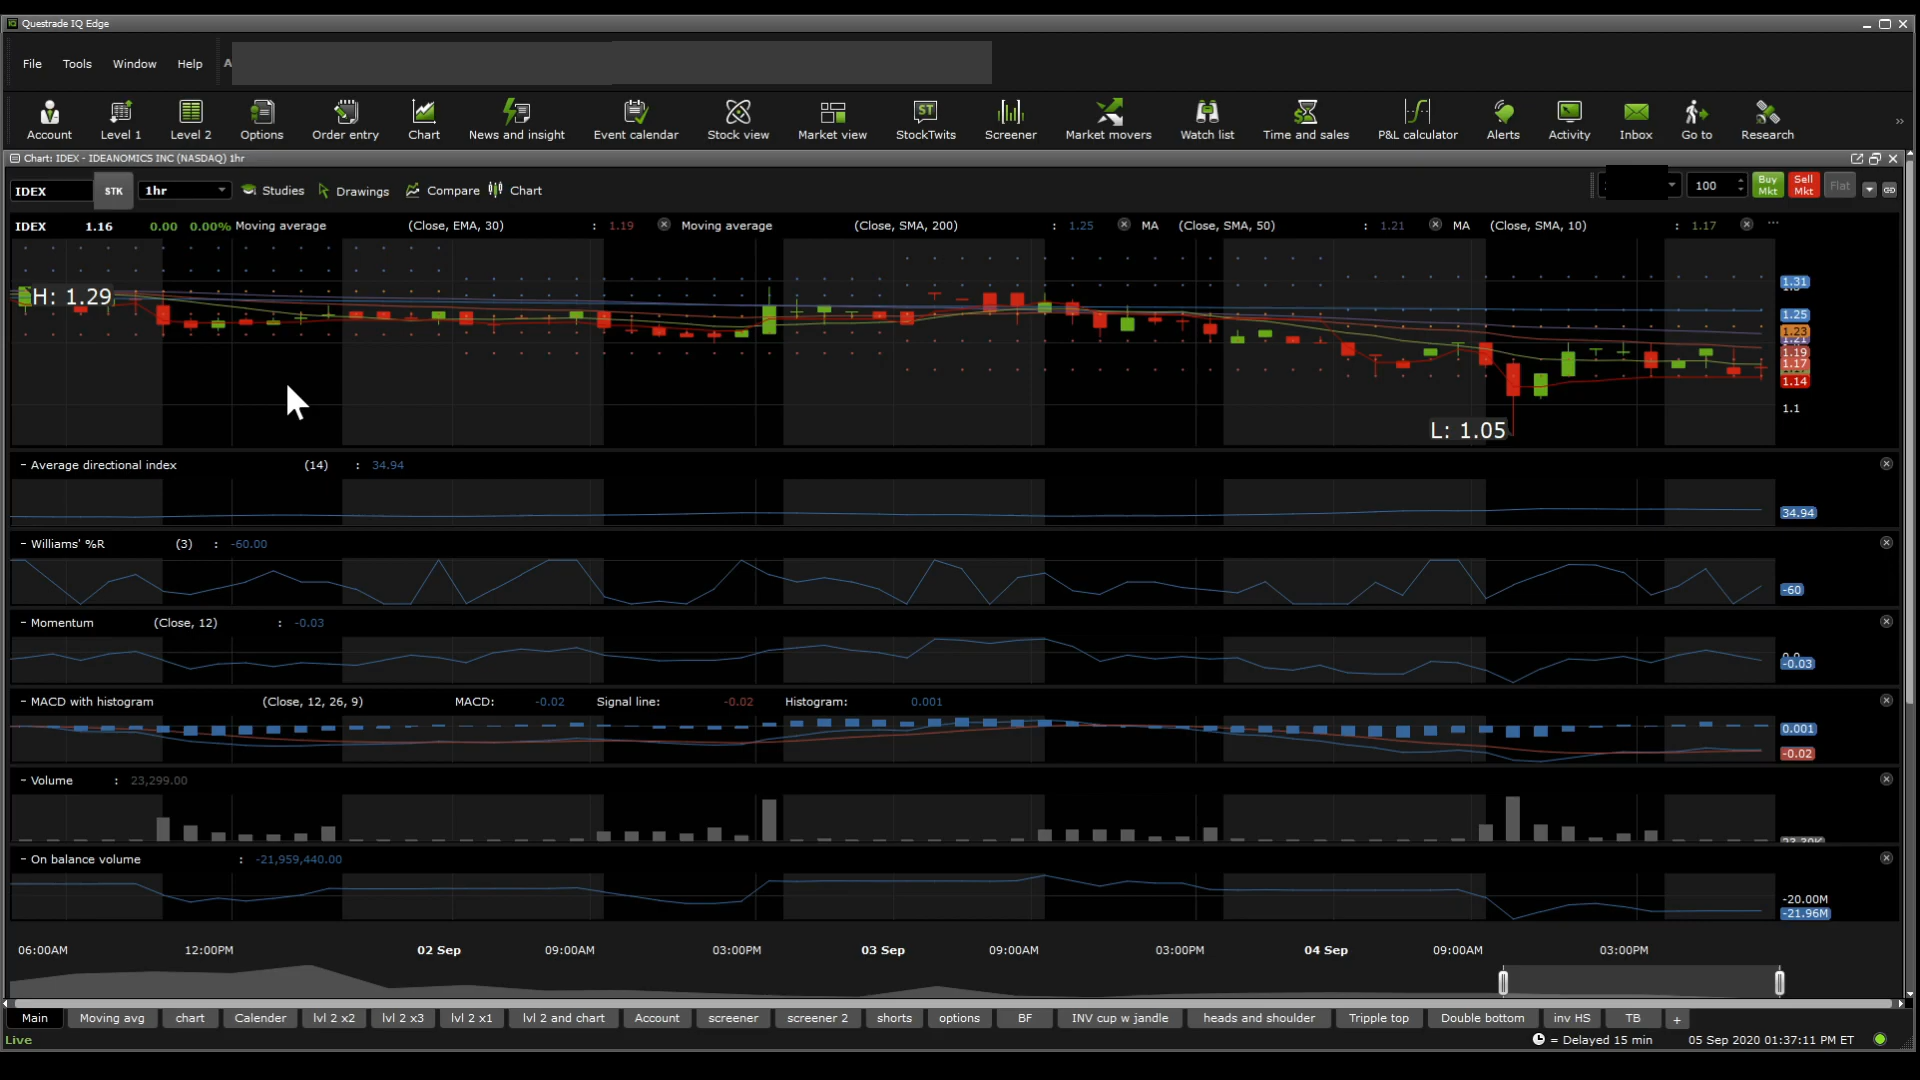 Questrade IQ Edge
File Tools Window Help A
Account Level 1 Level 2 Options Order entry Chart News and insight Event calendar Stock view Market view StockTwits Screener Market movers Watch list Time and sales P&L calculator Alerts Activity Inbox Go to Research
Chart: IDEX - IDEANOMICS INC (NASDAQ) 1hr
IDEX STK 1hr Studies Drawings Compare Chart 100 Buy Mkt Sell Mkt Flat
IDEX 1.16 0.00 0.00% Moving average (Close, EMA, 30) : 1.19 Moving average (Close, SMA, 200) : 1.25 MA (Close, SMA, 50) : 1.21 MA (Close, SMA, 10) : 1.17
H: 1.29
1.31
1.25
1.23
1.19
1.17
1.14
1.1
L: 1.05
- Average directional index (14) : 34.94
34.94
- Williams' %R (3) : -60.00
-60
- Momentum (Close, 12) : -0.03
-0.03
- MACD with histogram (Close, 12, 26, 9) MACD: -0.02 Signal line: -0.02 Histogram: 0.001
0.001
-0.02
- Volume : 23,299.00
- On balance volume : -21,959,440.00
-20.00M
-21.96M
06:00AM 12:00PM 02 Sep 09:00AM 03:00PM 03 Sep 09:00AM 03:00PM 04 Sep 09:00AM 03:00PM
Main Moving avg chart Calender lvl 2 x2 lvl 2 x3 lvl 2 x1 lvl 2 and chart Account screener screener 2 shorts options BF INV cup w jandle heads and shoulder Tripple top Double bottom inv HS TB +
Live = Delayed 15 min 05 Sep 2020 01:37:11 PM ET